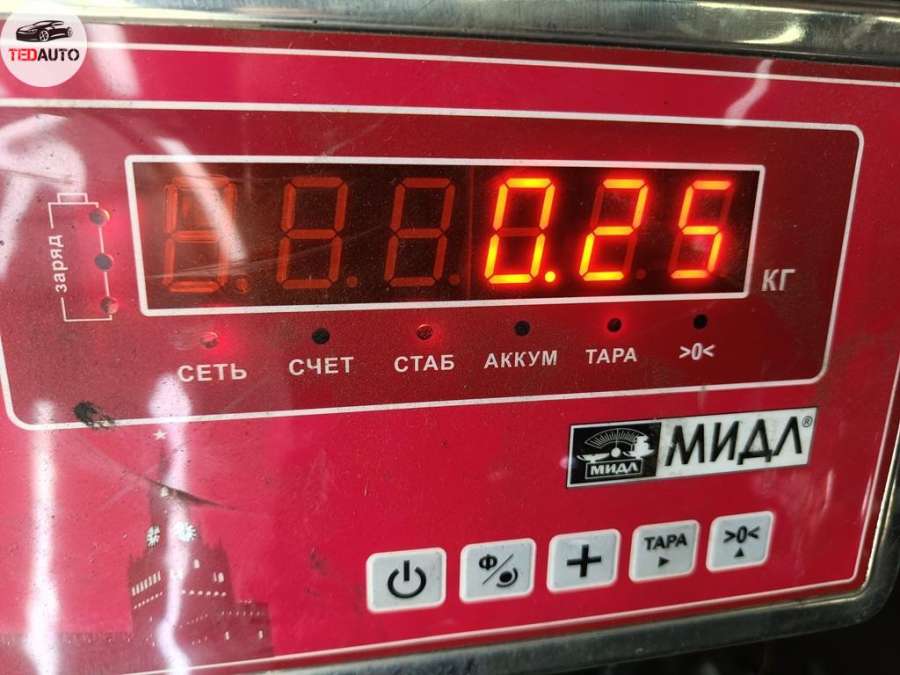 TEDAUTO
заряд
0.25
КГ
СЕТЬ СЧЕТ СТАБ АККУМ ТАРА >0<
МИДЛ МИДЛ®
Ф/ + ТАРА >0<